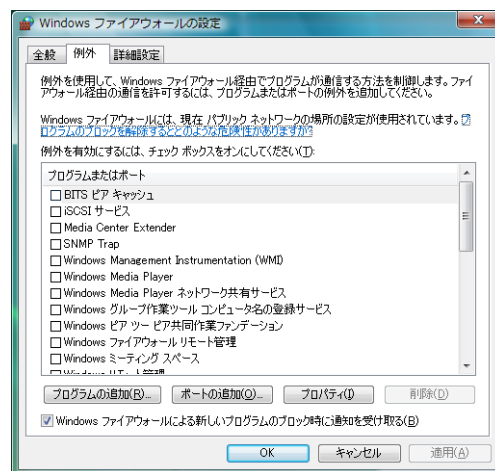 Windows ファイアウォールの設定
全般 例外 詳細設定
例外を使用して、Windows ファイアウォール経由でプログラムが通信する方法を制御します。ファイ
アウォール経由の通信を許可するには、プログラムまたはポートの例外を追加してください。
Windows ファイアウォールには、現在 パブリック ネットワークの場所の設定が使用されています。プ
ログラムのブロックを解除するとどのような危険性がありますか?
例外を有効にするには、チェック ボックスをオンにしてください(T):
プログラムまたはポート
BITS ピア キャッシュ
iSCSI サービス
Media Center Extender
SNMP Trap
Windows Management Instrumentation (WMI)
Windows Media Player
Windows Media Player ネットワーク共有サービス
Windows グループ作業ツール コンピュータ名の登録サービス
Windows ピア ツー ピア共同作業ファンデーション
Windows ファイアウォール リモート管理
Windows ミーティング スペース
Windows リモート管理
プログラムの追加(R)... ポートの追加(O)... プロパティ(I) 削除(D)
Windows ファイアウォールによる新しいプログラムのブロック時に通知を受け取る(B)
OK キャンセル 適用(A)